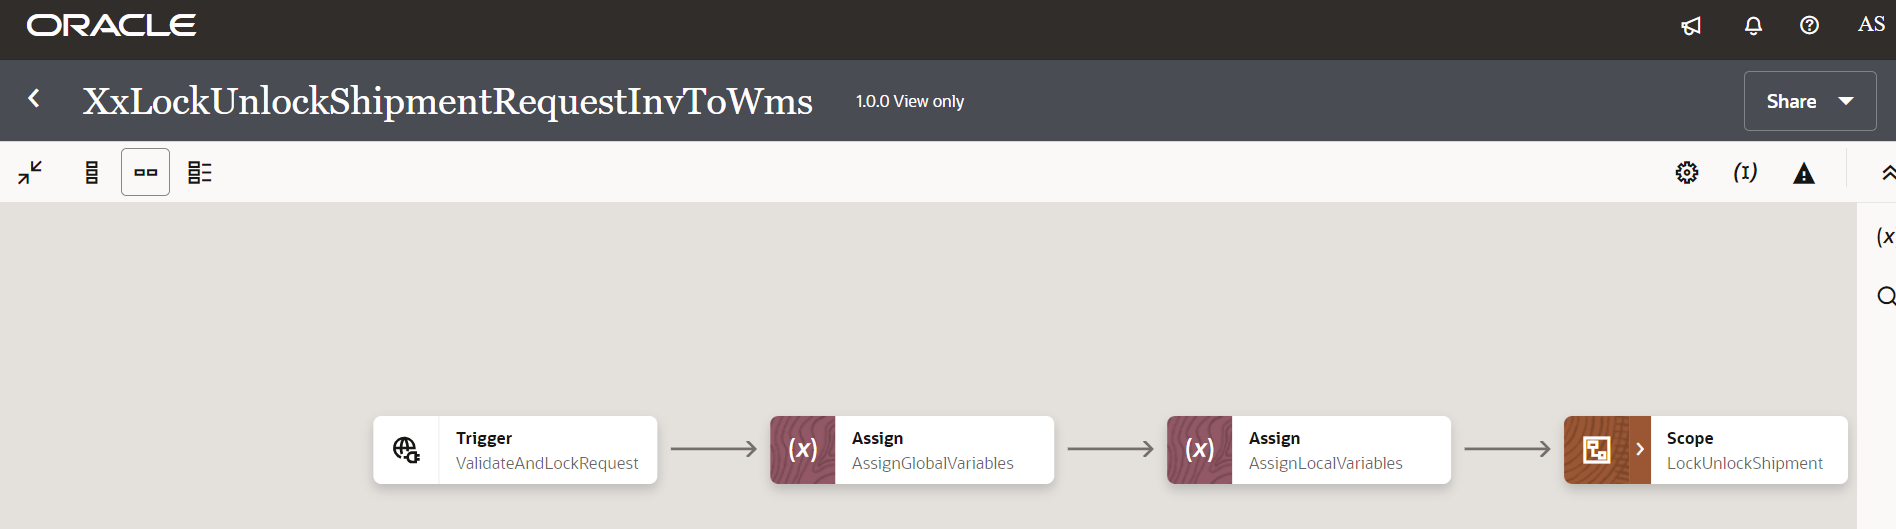 ORACLE
AS
XxLockUnlockShipmentRequestInvToWms
1.0.0 View only
Share
(I)
(x
Trigger
ValidateAndLockRequest
(x)
Assign
AssignGlobalVariables
(x)
Assign
AssignLocalVariables
Scope
LockUnlockShipment